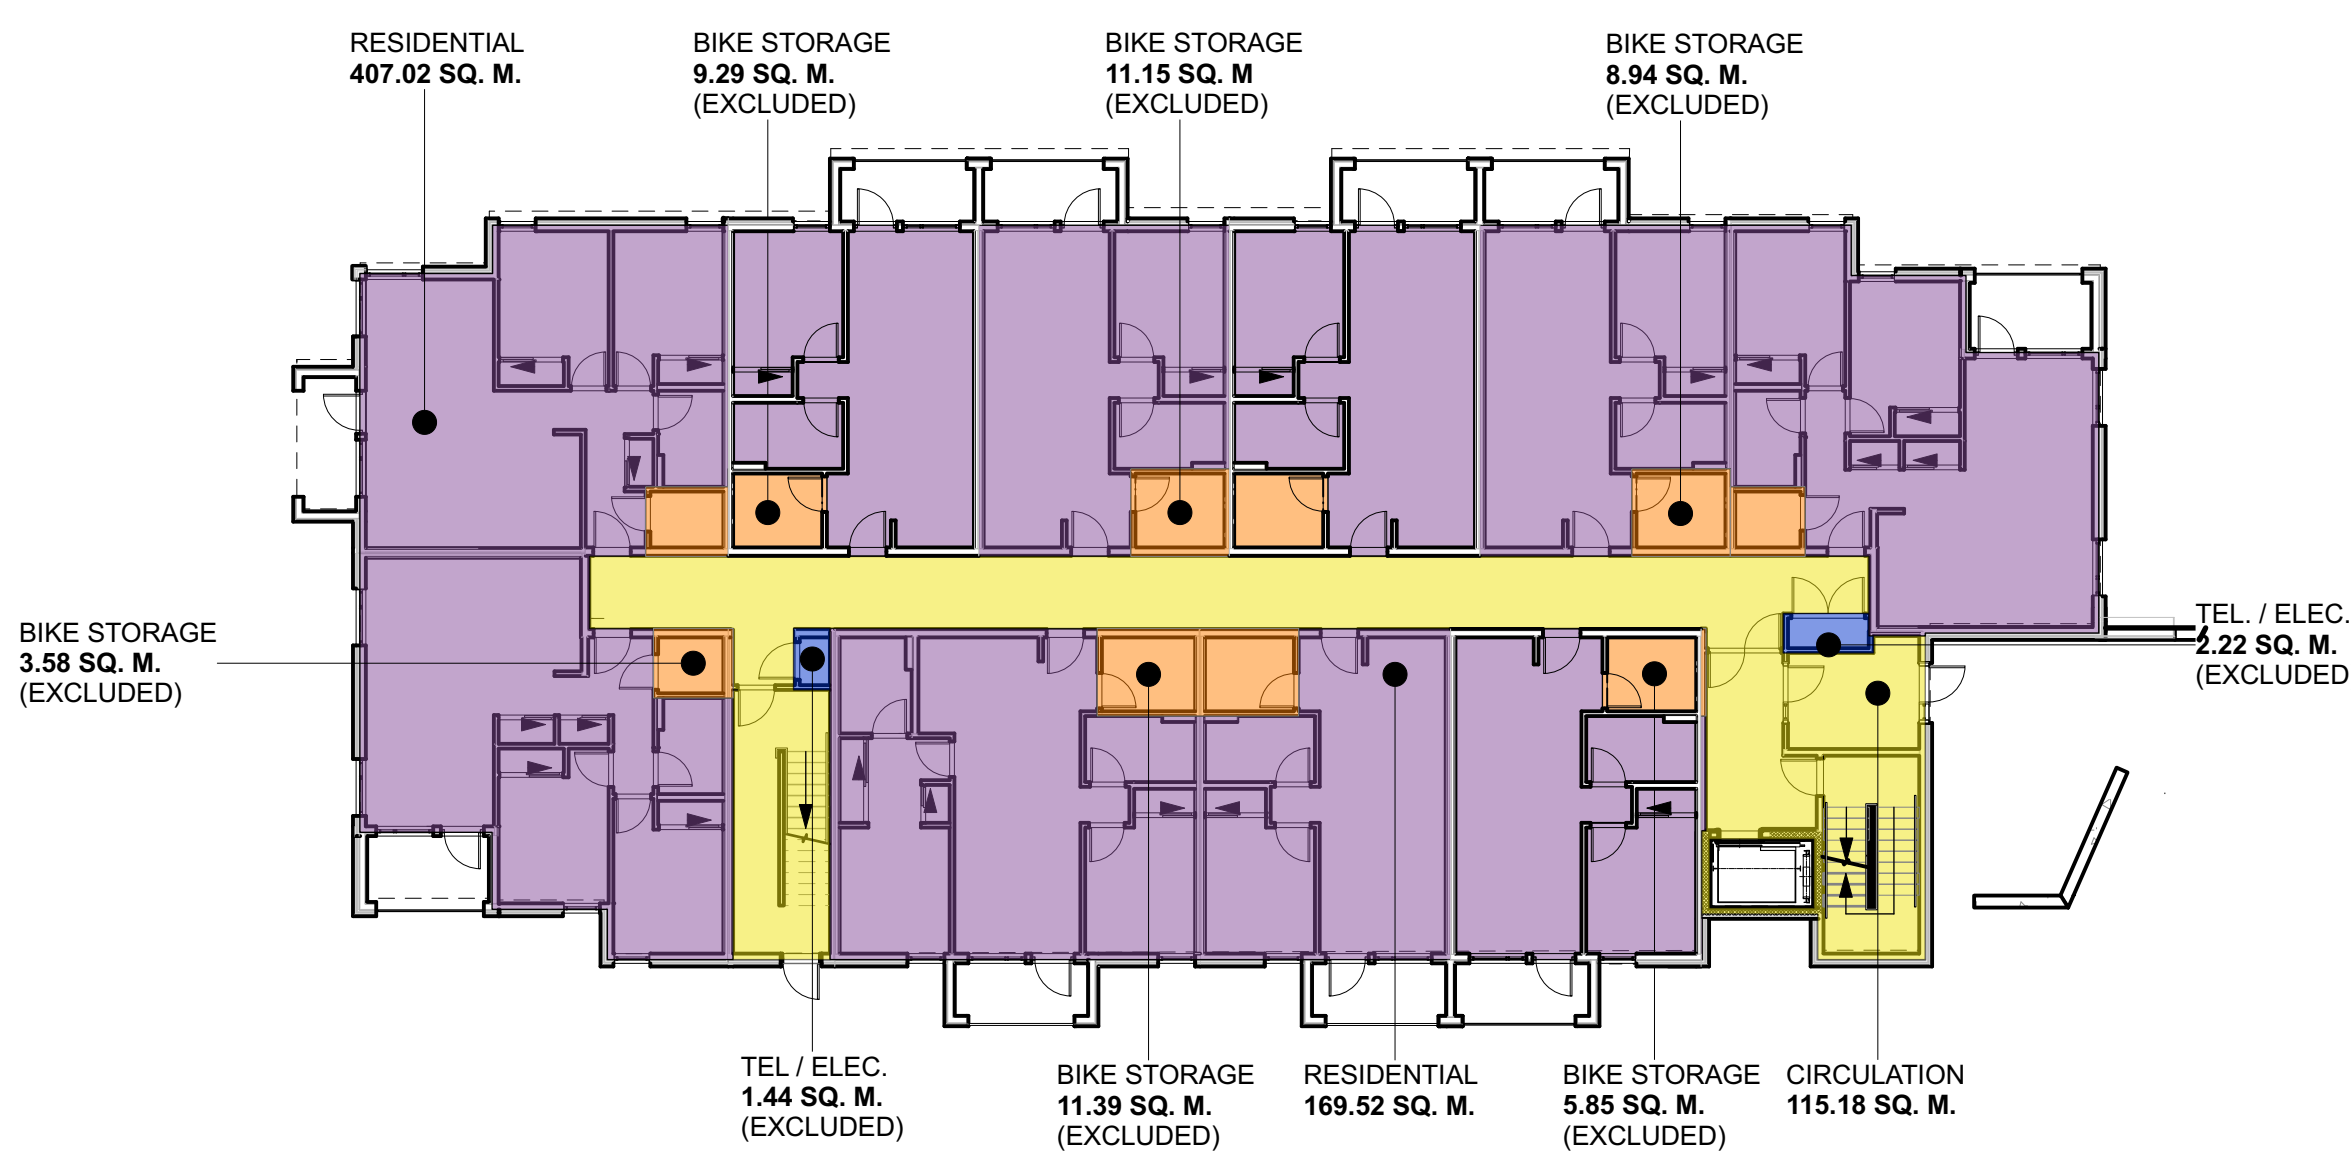 RESIDENTIAL
407.02 SQ. M.
BIKE STORAGE
9.29 SQ. M.
(EXCLUDED)
BIKE STORAGE
11.15 SQ. M
(EXCLUDED)
BIKE STORAGE
8.94 SQ. M.
(EXCLUDED)
BIKE STORAGE
3.58 SQ. M.
(EXCLUDED)
TEL. / ELEC.
2.22 SQ. M.
(EXCLUDED
TEL / ELEC.
1.44 SQ. M.
(EXCLUDED)
BIKE STORAGE
11.39 SQ. M.
(EXCLUDED)
RESIDENTIAL
169.52 SQ. M.
BIKE STORAGE
5.85 SQ. M.
(EXCLUDED)
CIRCULATION
115.18 SQ. M.